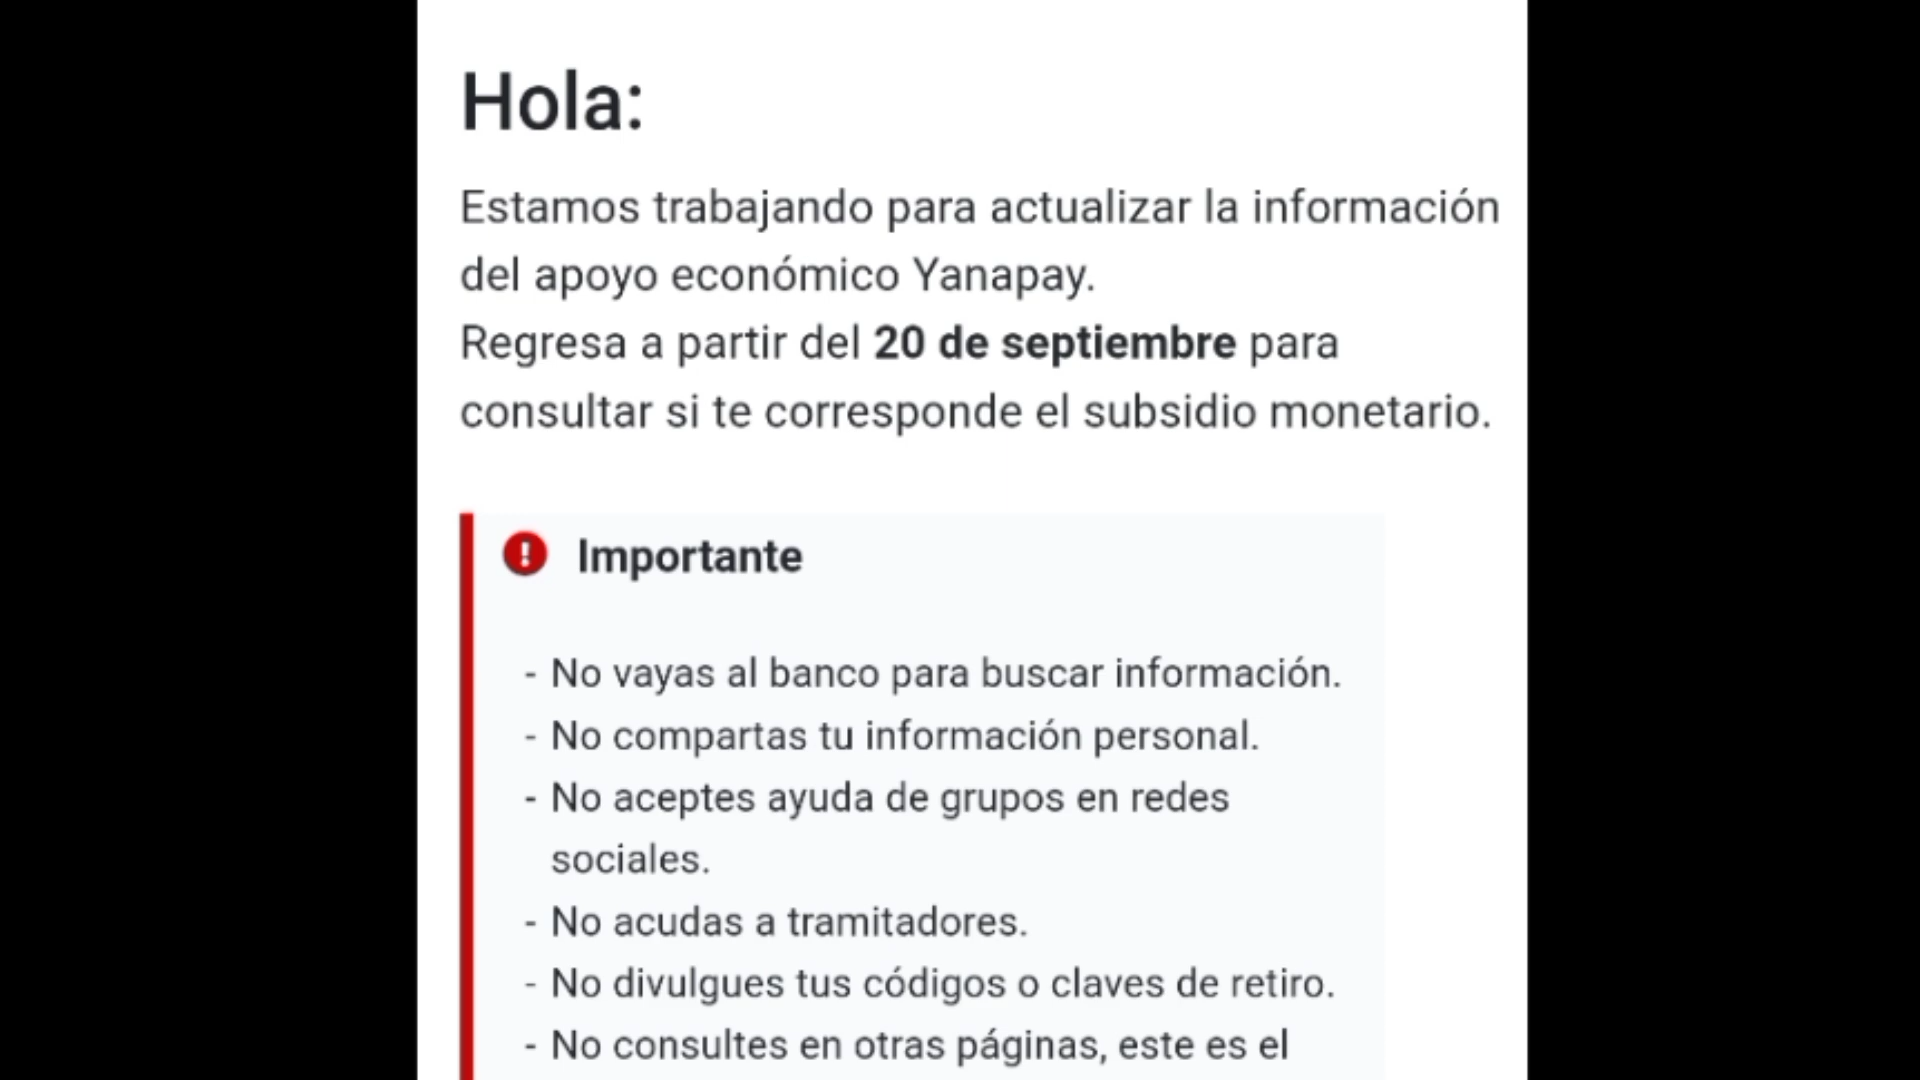 Hola:
Estamos trabajando para actualizar la información
del apoyo económico Yanapay.
Regresa a partir del 20 de septiembre para
consultar si te corresponde el subsidio monetario.
! Importante
- No vayas al banco para buscar información.
- No compartas tu información personal.
- No aceptes ayuda de grupos en redes
sociales.
- No acudas a tramitadores.
- No divulgues tus códigos o claves de retiro.
- No consultes en otras páginas, este es el